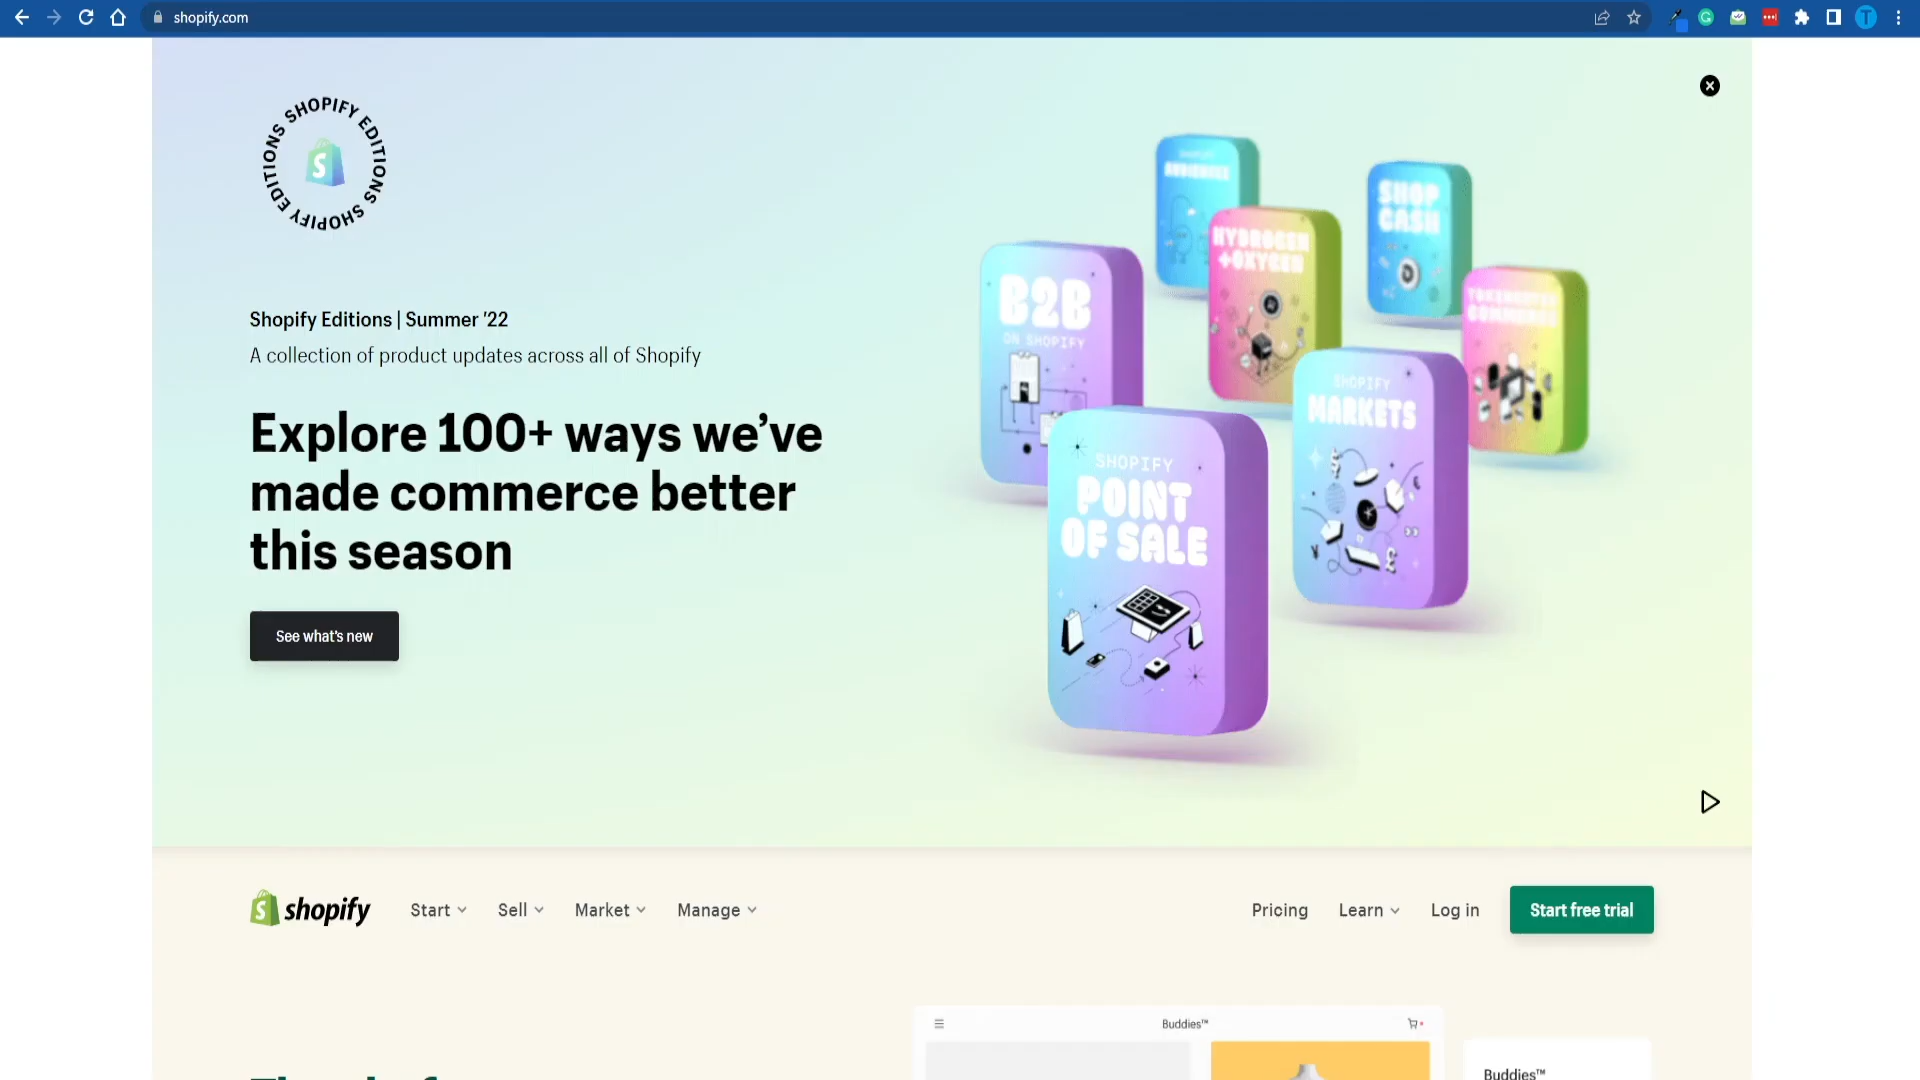 shopify.com
SHOPIFY EDITIONS SHOPIFY EDITIONS
S
Shopify Editions | Summer '22
A collection of product updates across all of Shopify
Explore 100+ ways we’ve
made commerce better
this season
See what’s new
AUDIENCES
SHOP
CASH
HYDROGEN
+OXYGEN
B2B
ON SHOPIFY
TOKENGATED
COMMERCE
SHOPIFY
MARKETS
SHOPIFY
POINT
OF SALE
shopify
Start
Sell
Market
Manage
Pricing
Learn
Log in
Start free trial
Buddies™
Buddies™